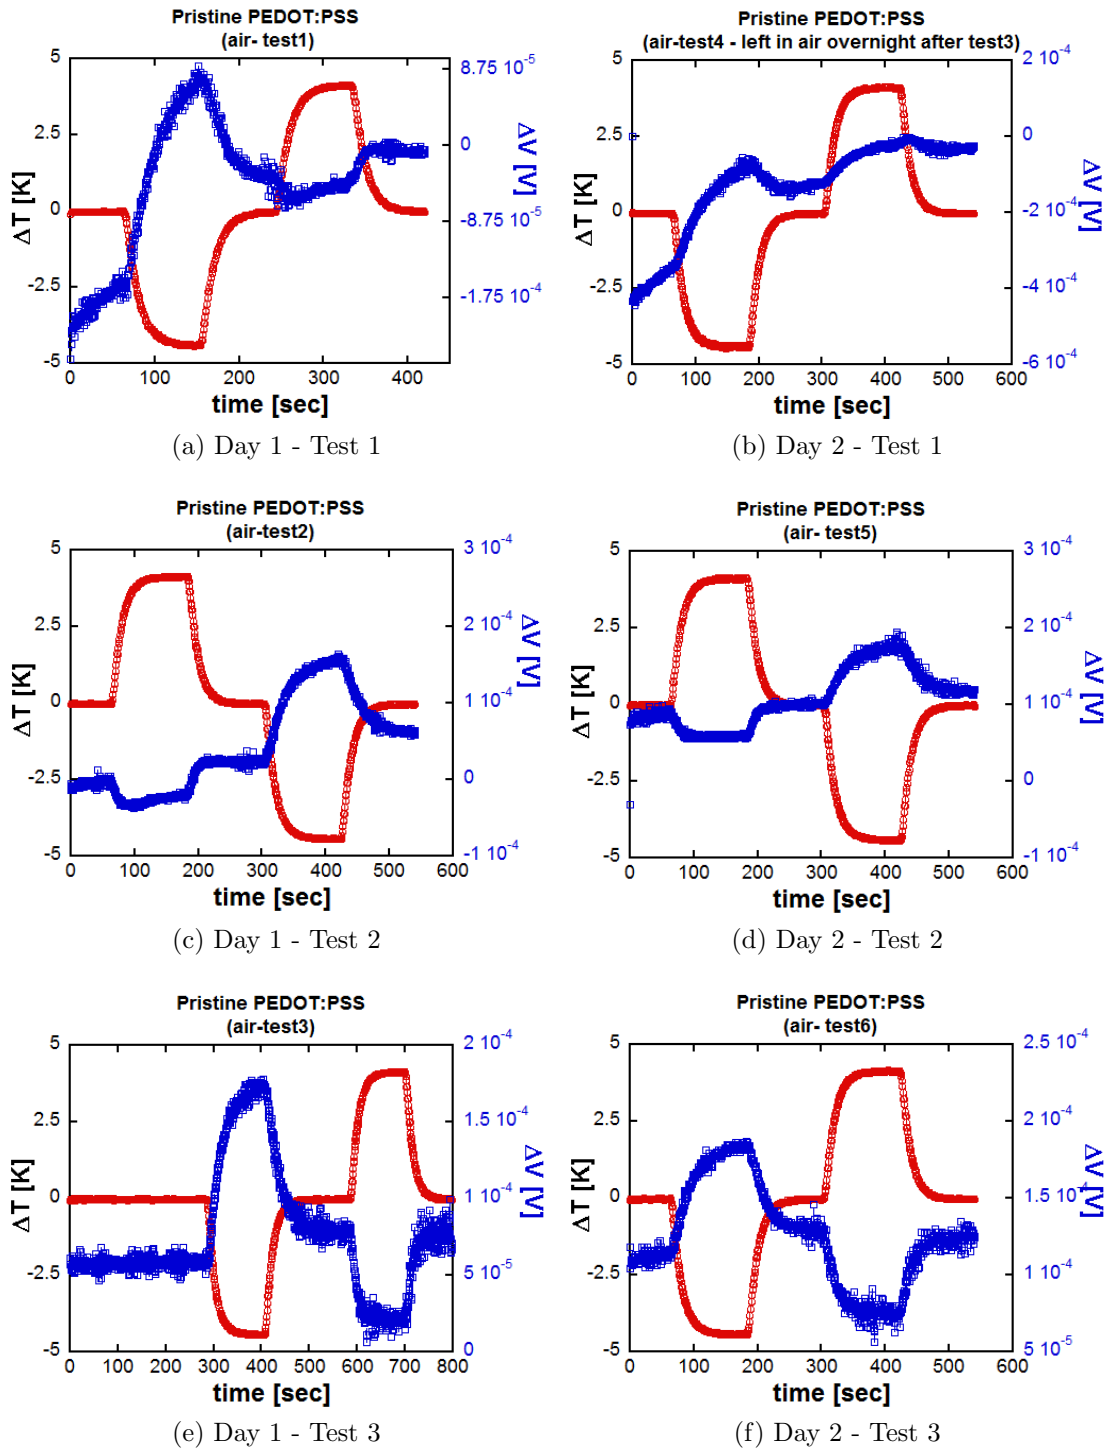 Pristine PEDOT:PSS
(air- test1)
5
2.5
0
-2.5
-5
ΔT [K]
8.75 10^-5
0
-8.75 10^-5
-1.75 10^-4
ΔV [V]
0 100 200 300 400
time [sec]
(a) Day 1 - Test 1
Pristine PEDOT:PSS
(air-test4 - left in air overnight after test3)
5
2.5
0
-2.5
-5
ΔT [K]
2 10^-4
0
-2 10^-4
-4 10^-4
-6 10^-4
ΔV [V]
0 100 200 300 400 500 600
time [sec]
(b) Day 2 - Test 1
Pristine PEDOT:PSS
(air-test2)
5
2.5
0
-2.5
-5
ΔT [K]
3 10^-4
2 10^-4
1 10^-4
0
-1 10^-4
ΔV [V]
0 100 200 300 400 500 600
time [sec]
(c) Day 1 - Test 2
Pristine PEDOT:PSS
(air- test5)
5
2.5
0
-2.5
-5
ΔT [K]
3 10^-4
2 10^-4
1 10^-4
0
-1 10^-4
ΔV [V]
0 100 200 300 400 500 600
time [sec]
(d) Day 2 - Test 2
Pristine PEDOT:PSS
(air-test3)
5
2.5
0
-2.5
-5
ΔT [K]
2 10^-4
1.5 10^-4
1 10^-4
5 10^-5
0
ΔV [V]
0 100 200 300 400 500 600 700 800
time [sec]
(e) Day 1 - Test 3
Pristine PEDOT:PSS
(air- test6)
5
2.5
0
-2.5
-5
ΔT [K]
2.5 10^-4
2 10^-4
1.5 10^-4
1 10^-4
5 10^-5
ΔV [V]
0 100 200 300 400 500 600
time [sec]
(f) Day 2 - Test 3